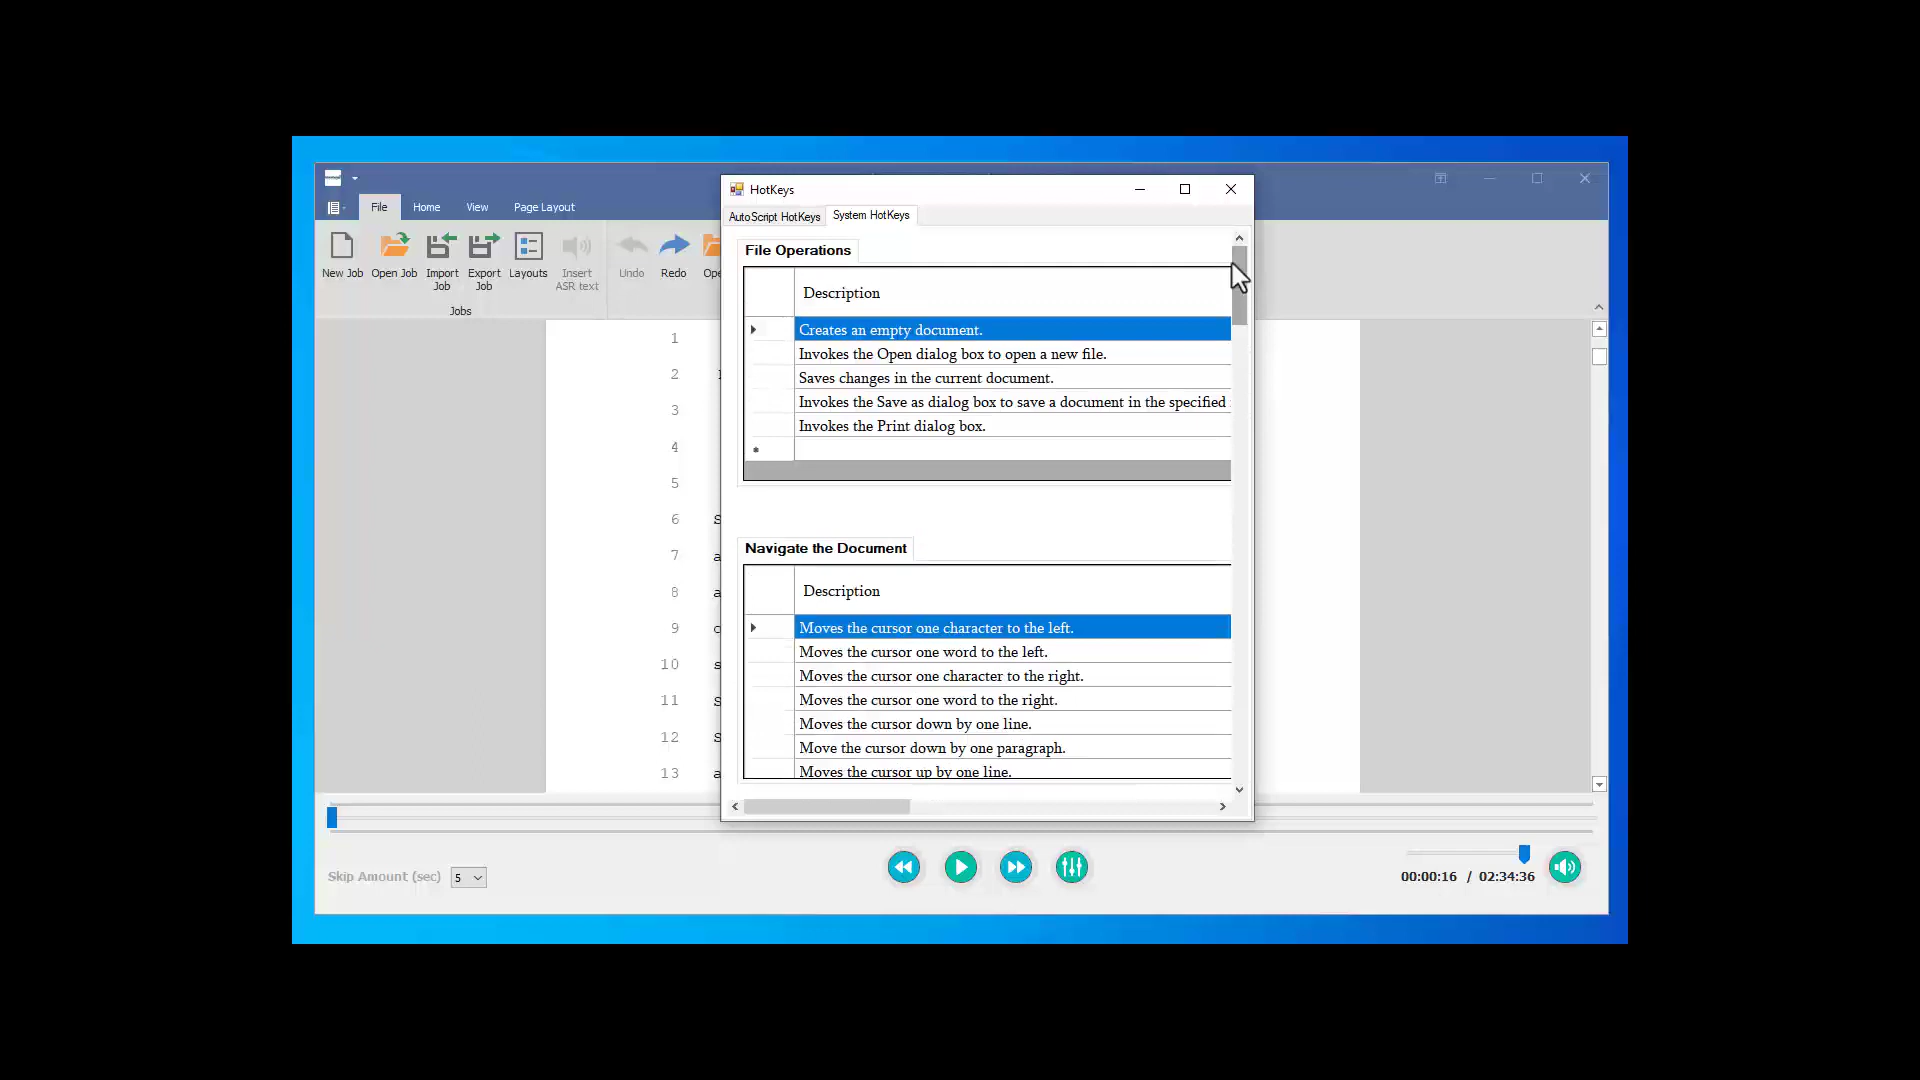 HotKeys
File
Home
View
Page Layout
AutoScript HotKeys
System HotKeys
New Job
Open Job
Import Job
Export Job
Layouts
Insert ASR text
Undo
Redo
Jobs
File Operations
Description
Creates an empty document.
Invokes the Open dialog box to open a new file.
Saves changes in the current document.
Invokes the Save as dialog box to save a document in the specified
Invokes the Print dialog box.
Navigate the Document
Description
Moves the cursor one character to the left.
Moves the cursor one word to the left.
Moves the cursor one character to the right.
Moves the cursor one word to the right.
Moves the cursor down by one line.
Move the cursor down by one paragraph.
Moves the cursor up by one line.
1
2
3
4
5
6
7
8
9
10
11
12
13
Skip Amount (sec) 5
00:00:16 / 02:34:36